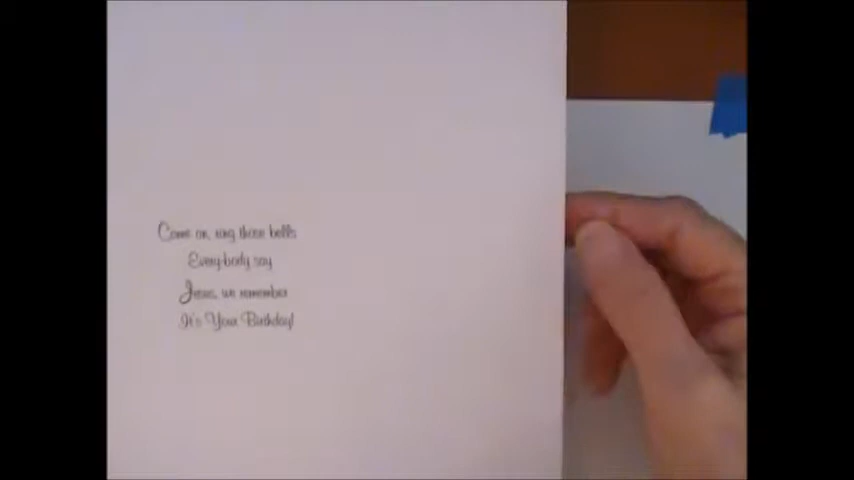 Come on, ring those bells
Everybody say
Jesus, we remember
It's Your Birthday!